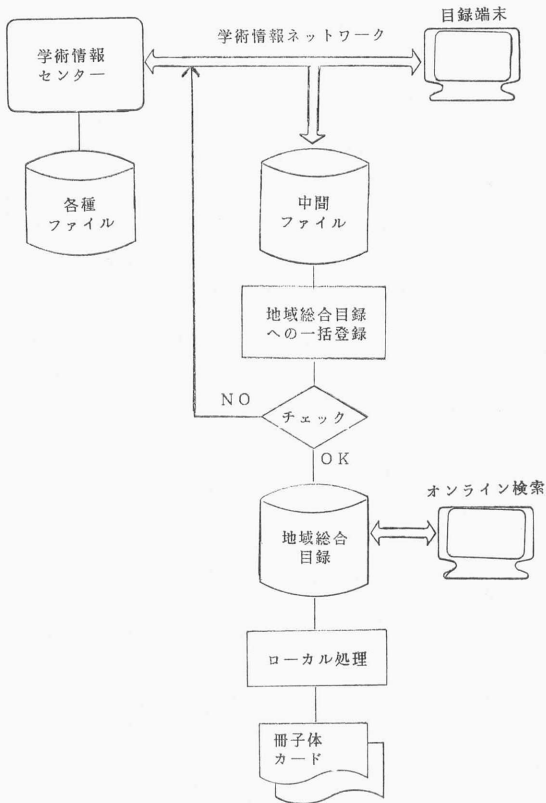 目録端末
学術情報ネットワーク
学術情報
センター
各種
ファイル
中間
ファイル
地域総合目録
への一括登録
NO
チェック
OK
オンライン検索
地域総合
目録
ローカル処理
冊子体
カード